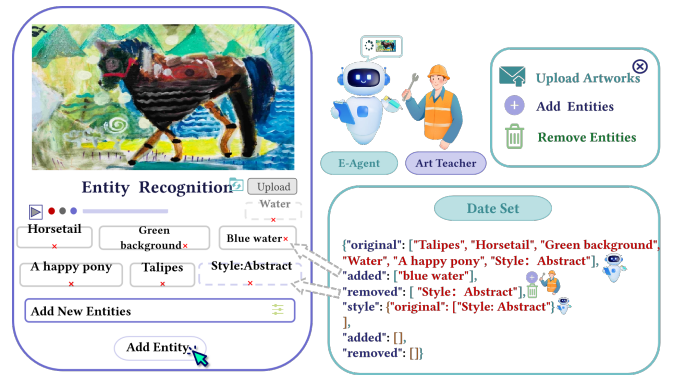 Entity Recognition
Upload
Water
×
Horsetail
×
Green
background×
Blue water×
A happy pony
×
Talipes
×
Style:Abstract
×
Add New Entities
Add Entity
E-Agent
Art Teacher
Upload Artworks
Add Entities
Remove Entities
Date Set
{"original": ["Talipes", "Horsetail", "Green background",
"Water", "A happy pony", "Style: Abstract"],
"added": ["blue water"],
"removed": [ "Style: Abstract"],
"style": {"original": ["Style: Abstract"}
],
"added": [],
"removed": []}